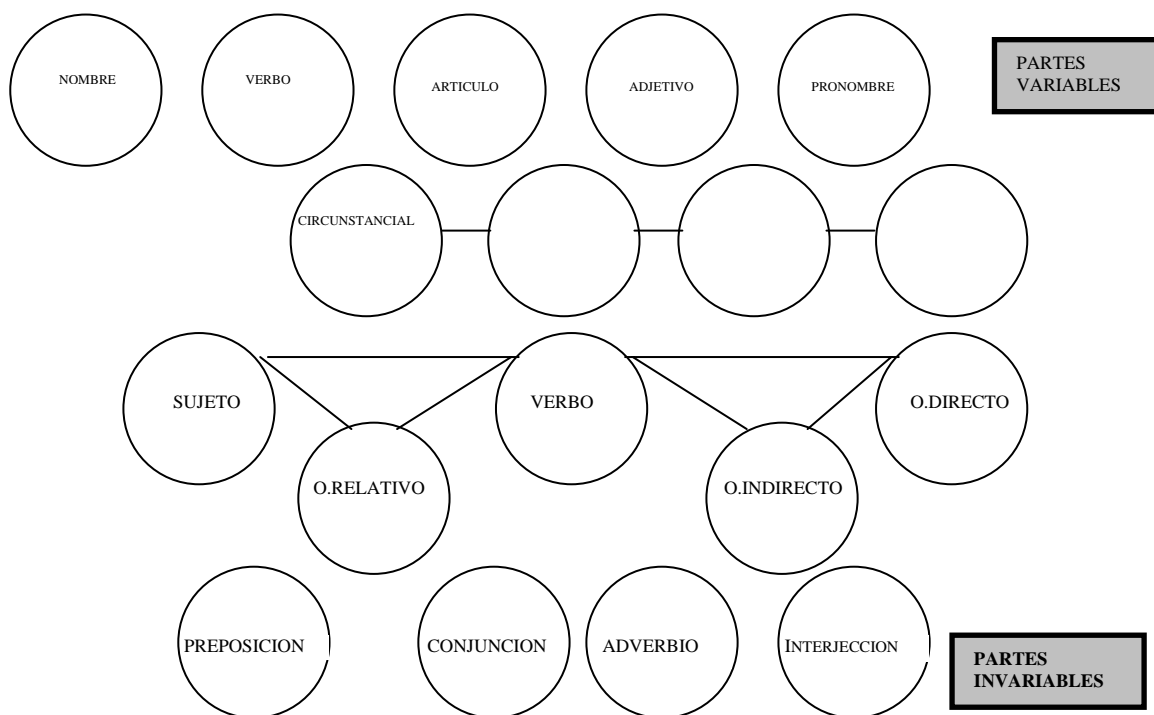 NOMBRE
VERBO
ARTICULO
ADJETIVO
PRONOMBRE
PARTES
VARIABLES
CIRCUNSTANCIAL
SUJETO
VERBO
O.DIRECTO
O.RELATIVO
O.INDIRECTO
PREPOSICION
CONJUNCION
ADVERBIO
INTERJECCION
PARTES
INVARIABLES